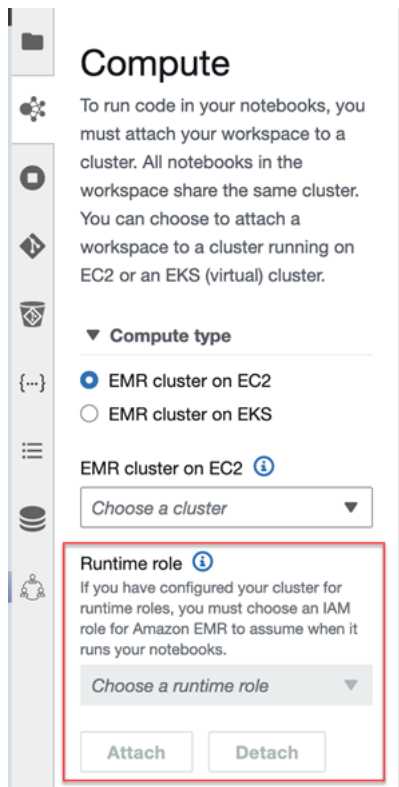 Compute
To run code in your notebooks, you
must attach your workspace to a
cluster. All notebooks in the
workspace share the same cluster.
You can choose to attach a
workspace to a cluster running on
EC2 or an EKS (virtual) cluster.
Compute type
EMR cluster on EC2
{...}
EMR cluster on EKS
EMR cluster on EC2
Choose a cluster
Runtime role
If you have configured your cluster for
runtime roles, you must choose an IAM
role for Amazon EMR to assume when it
runs your notebooks.
Choose a runtime role
Attach Detach